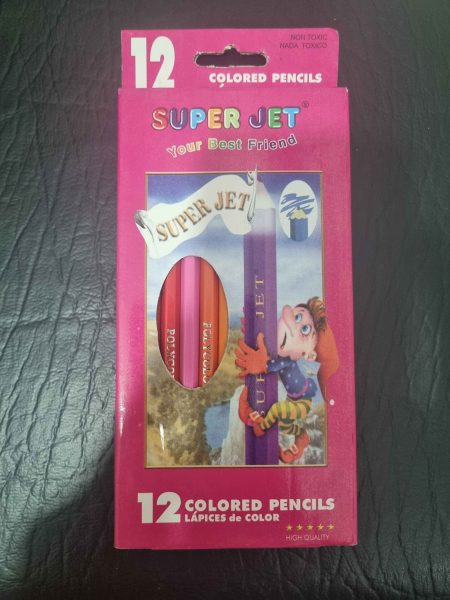 12
NON TOXIC
NADA TOXICO
COLORED PENCILS
SUPER JET®
Your Best Friend
SUPER JET
SUPER JET
12 COLORED PENCILS
LÁPICES de COLOR
HIGH QUALITY